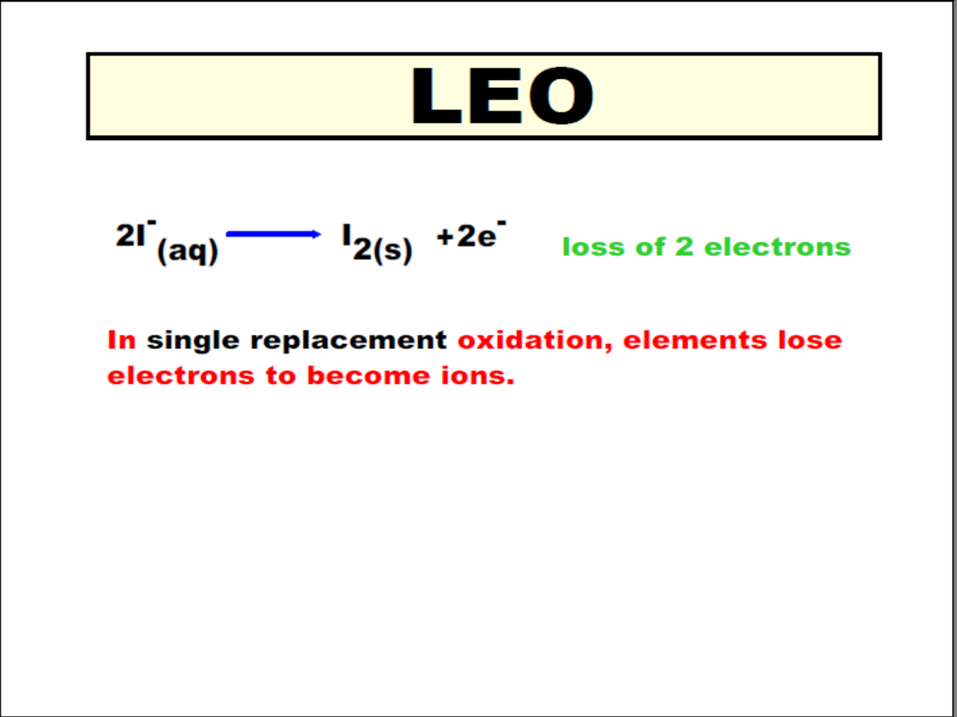 LEO
2I⁻(aq) → I₂(s) +2e⁻ loss of 2 electrons
In single replacement oxidation, elements lose
electrons to become ions.